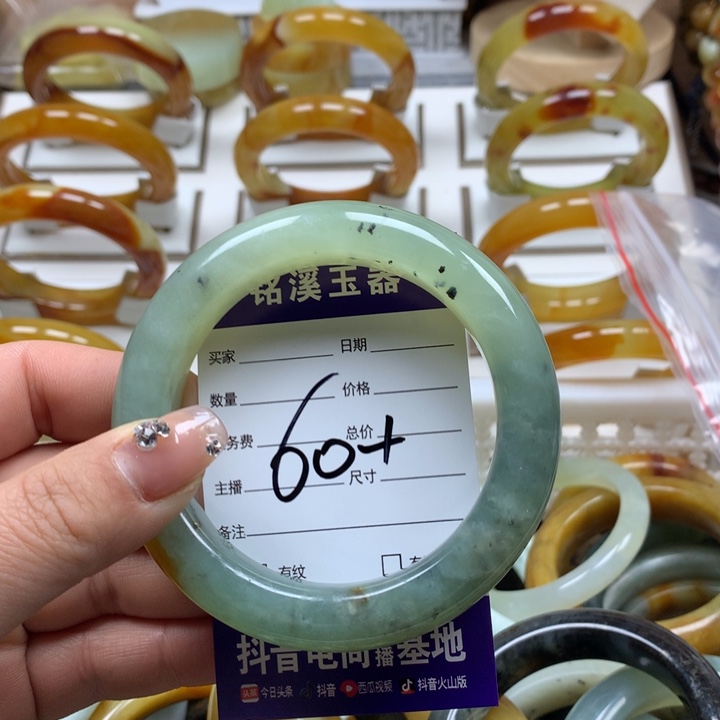 铭溪玉器
买家 日期
数量 价格
务费 总价
60+
主播 尺寸
备注
有纹
抖音电商播基地
头条 今日头条 抖音 西瓜视频 抖音火山版